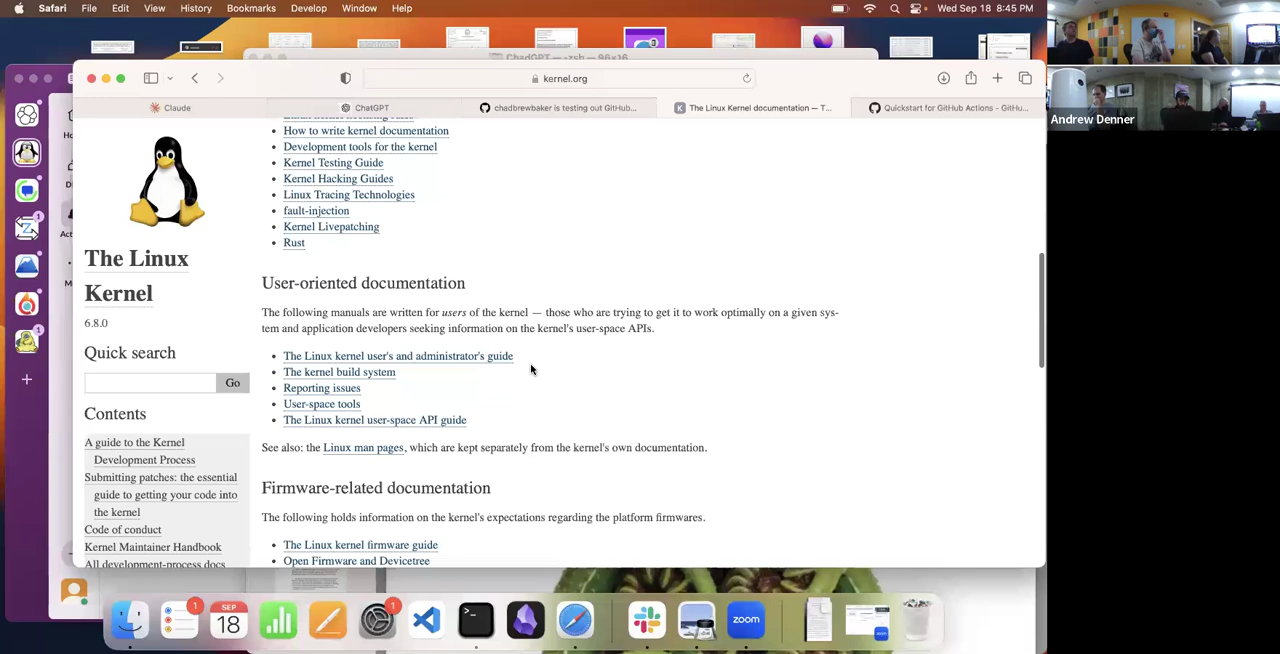 Safari File Edit View History Bookmarks Develop Window Help Wed Sep 18 8:45 PM
ChadGPT — -zsh — 96x16
kernel.org
Claude
ChatGPT
chadbrewbaker is testing out GitHub...
The Linux Kernel documentation — T...
Quickstart for GitHub Actions - GitHu...
Andrew Denner
How to write kernel documentation
Development tools for the kernel
Kernel Testing Guide
Kernel Hacking Guides
Linux Tracing Technologies
fault-injection
Kernel Livepatching
Rust
The Linux
Kernel
6.8.0
Quick search
Go
Contents
A guide to the Kernel
Development Process
Submitting patches: the essential
guide to getting your code into
the kernel
Code of conduct
Kernel Maintainer Handbook
All development-process docs
User-oriented documentation
The following manuals are written for users of the kernel — those who are trying to get it to work optimally on a given sys-
tem and application developers seeking information on the kernel's user-space APIs.
The Linux kernel user's and administrator's guide
The kernel build system
Reporting issues
User-space tools
The Linux kernel user-space API guide
See also: the Linux man pages, which are kept separately from the kernel's own documentation.
Firmware-related documentation
The following holds information on the kernel's expectations regarding the platform firmwares.
The Linux kernel firmware guide
Open Firmware and Devicetree
1
SEP
18
1
zoom